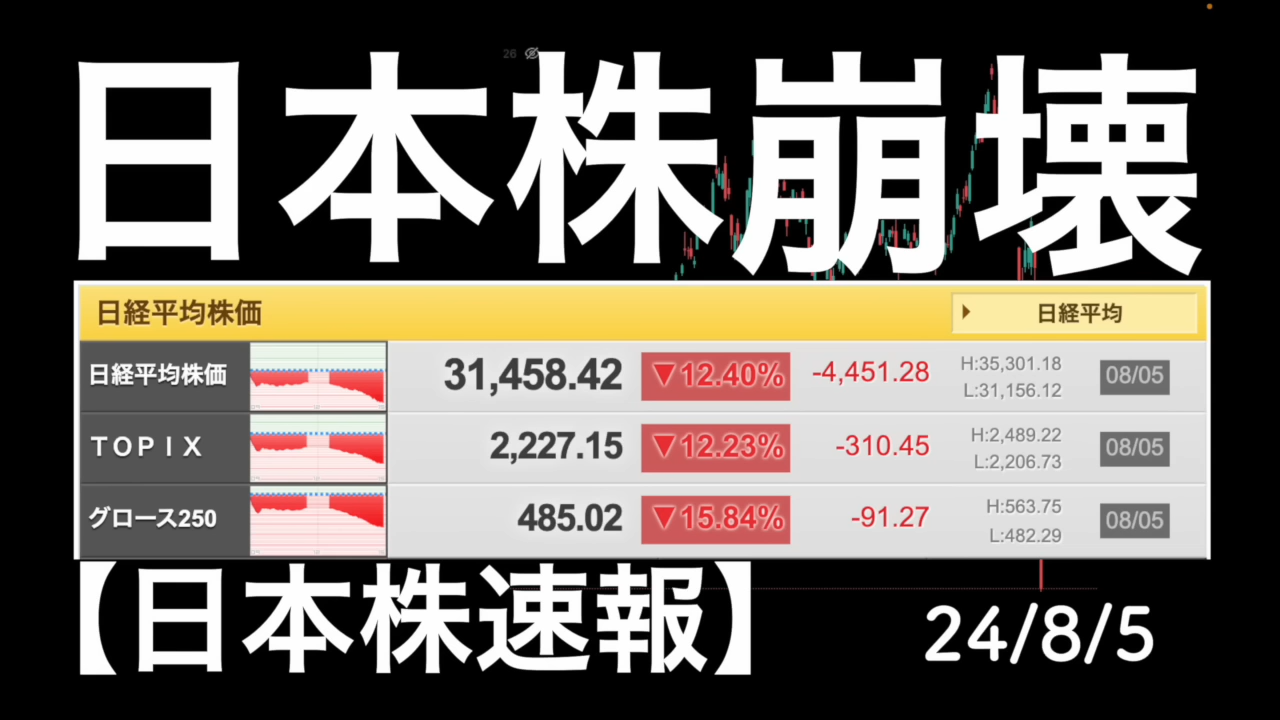 26
日本株崩壊
日経平均株価
日経平均
日経平均株価 31,458.42 ▼12.40% -4,451.28 H:35,301.18 L:31,156.12 08/05
TOPIX 2,227.15 ▼12.23% -310.45 H:2,489.22 L:2,206.73 08/05
グロース250 485.02 ▼15.84% -91.27 H:563.75 L:482.29 08/05
【日本株速報】
24/8/5